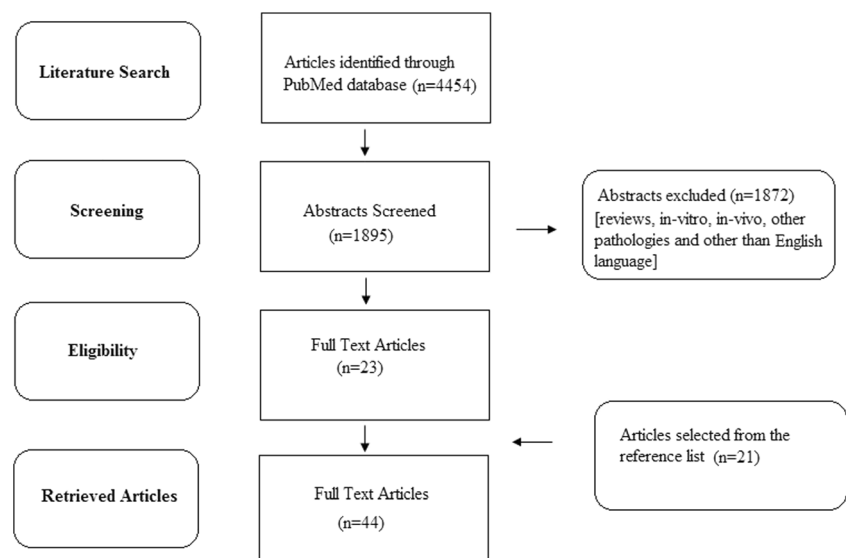 Literature Search
Articles identified through
PubMed database (n=4454)
Screening
Abstracts Screened
(n=1895)
Abstracts excluded (n=1872)
[reviews, in-vitro, in-vivo, other
pathologies and other than English
language]
Eligibility
Full Text Articles
(n=23)
Articles selected from the
reference list (n=21)
Retrieved Articles
Full Text Articles
(n=44)